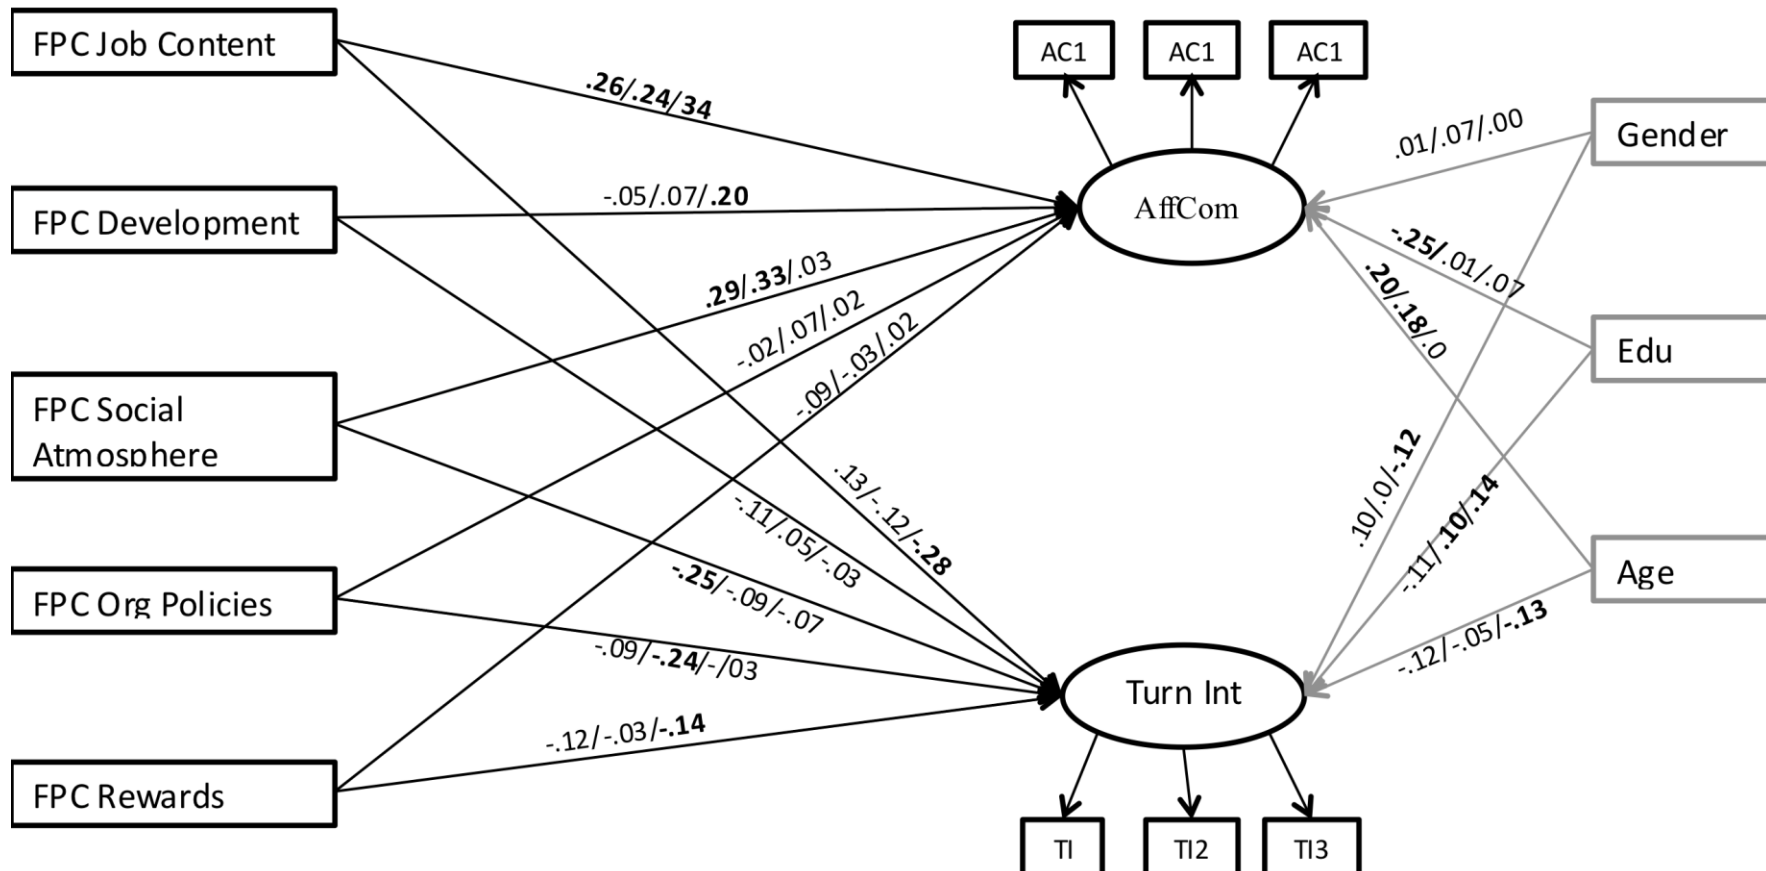 FPC Job Content
AC1
AC1
AC1
.26/.24/34
Gender
.01/.07/.00
FPC Development
-.05/.07/.20
AffCom
-.25/.01/.07
.29/.33/.03
.20/.18/.0
-.02/.07/.02
-.09/-.03/.02
Edu
FPC Social
Atmosphere
.13/-.12/-.28
.10/.0/-.12
-.11/.05/-.03
-.11/.10/.14
-.25/-.09/-.07
Age
FPC Org Policies
-.09/-.24/-/03
-.12/-.05/-.13
Turn Int
-.12/-.03/-.14
FPC Rewards
TI
TI2
TI3